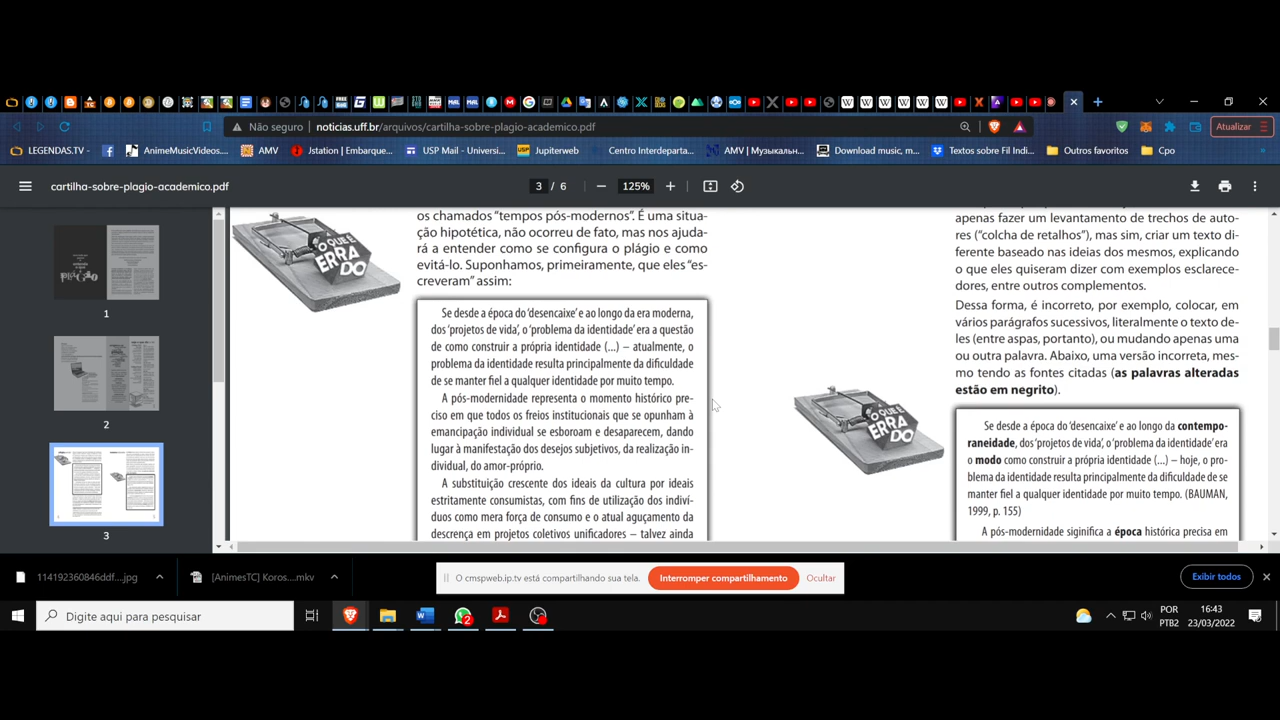 Não seguro
noticias.uff.br/arquivos/cartilha-sobre-plagio-academico.pdf
Atualizar
LEGENDAS.TV -
AnimeMusicVideos...
AMV
Jstation | Embarque...
USP Mail - Universi...
Jupiterweb
Centro Interdeparta...
AMV | Музыкальн...
Download music, m...
Textos sobre Fil Indi...
Outros favoritos
Cpo
cartilha-sobre-plagio-academico.pdf
3 / 6
125%
1
2
3
O QUE É
ERRA
DO
os chamados “tempos pós-modernos”. É uma situa-
ção hipotética, não ocorreu de fato, mas nos ajuda-
rá a entender como se configura o plágio e como
evitá-lo. Suponhamos, primeiramente, que eles “es-
creveram” assim:
Se desde a época do ‘desencaixe’ e ao longo da era moderna,
dos ‘projetos de vida’, o ‘problema da identidade’ era a questão
de como construir a própria identidade (...) – atualmente, o
problema da identidade resulta principalmente da dificuldade
de se manter fiel a qualquer identidade por muito tempo.
A pós-modernidade representa o momento histórico pre-
ciso em que todos os freios institucionais que se opunham à
emancipação individual se esboroam e desaparecem, dando
lugar à manifestação dos desejos subjetivos, da realização in-
dividual, do amor-próprio.
A substituição crescente dos ideais da cultura por ideais
estritamente consumistas, com fins de utilização dos indiví-
duos como mera força de consumo e o atual aguçamento da
descrença em projetos coletivos unificadores – talvez ainda
apenas fazer um levantamento de trechos de auto-
res (“colcha de retalhos”), mas sim, criar um texto di-
ferente baseado nas ideias dos mesmos, explicando
o que eles quiseram dizer com exemplos esclarece-
dores, entre outros complementos.
Dessa forma, é incorreto, por exemplo, colocar, em
vários parágrafos sucessivos, literalmente o texto de-
les (entre aspas, portanto), ou mudando apenas uma
ou outra palavra. Abaixo, uma versão incorreta, mes-
mo tendo as fontes citadas (as palavras alteradas
estão em negrito).
O QUE É
ERRA
DO
Se desde a época do ‘desencaixe’ e ao longo da contempo-
raneidade, dos ‘projetos de vida’, o ‘problema da identidade’ era
o modo como construir a própria identidade (...) – hoje, o pro-
blema da identidade resulta principalmente da dificuldade de se
manter fiel a qualquer identidade por muito tempo. (BAUMAN,
1999, p. 155)
A pós-modernidade siginifica a época histórica precisa em
114192360846ddf....jpg
[AnimesTC] Koros....mkv
O cmspweb.ip.tv está compartilhando sua tela.
Interromper compartilhamento
Ocultar
Exibir todos
Digite aqui para pesquisar
2
POR
PTB2
16:43
23/03/2022